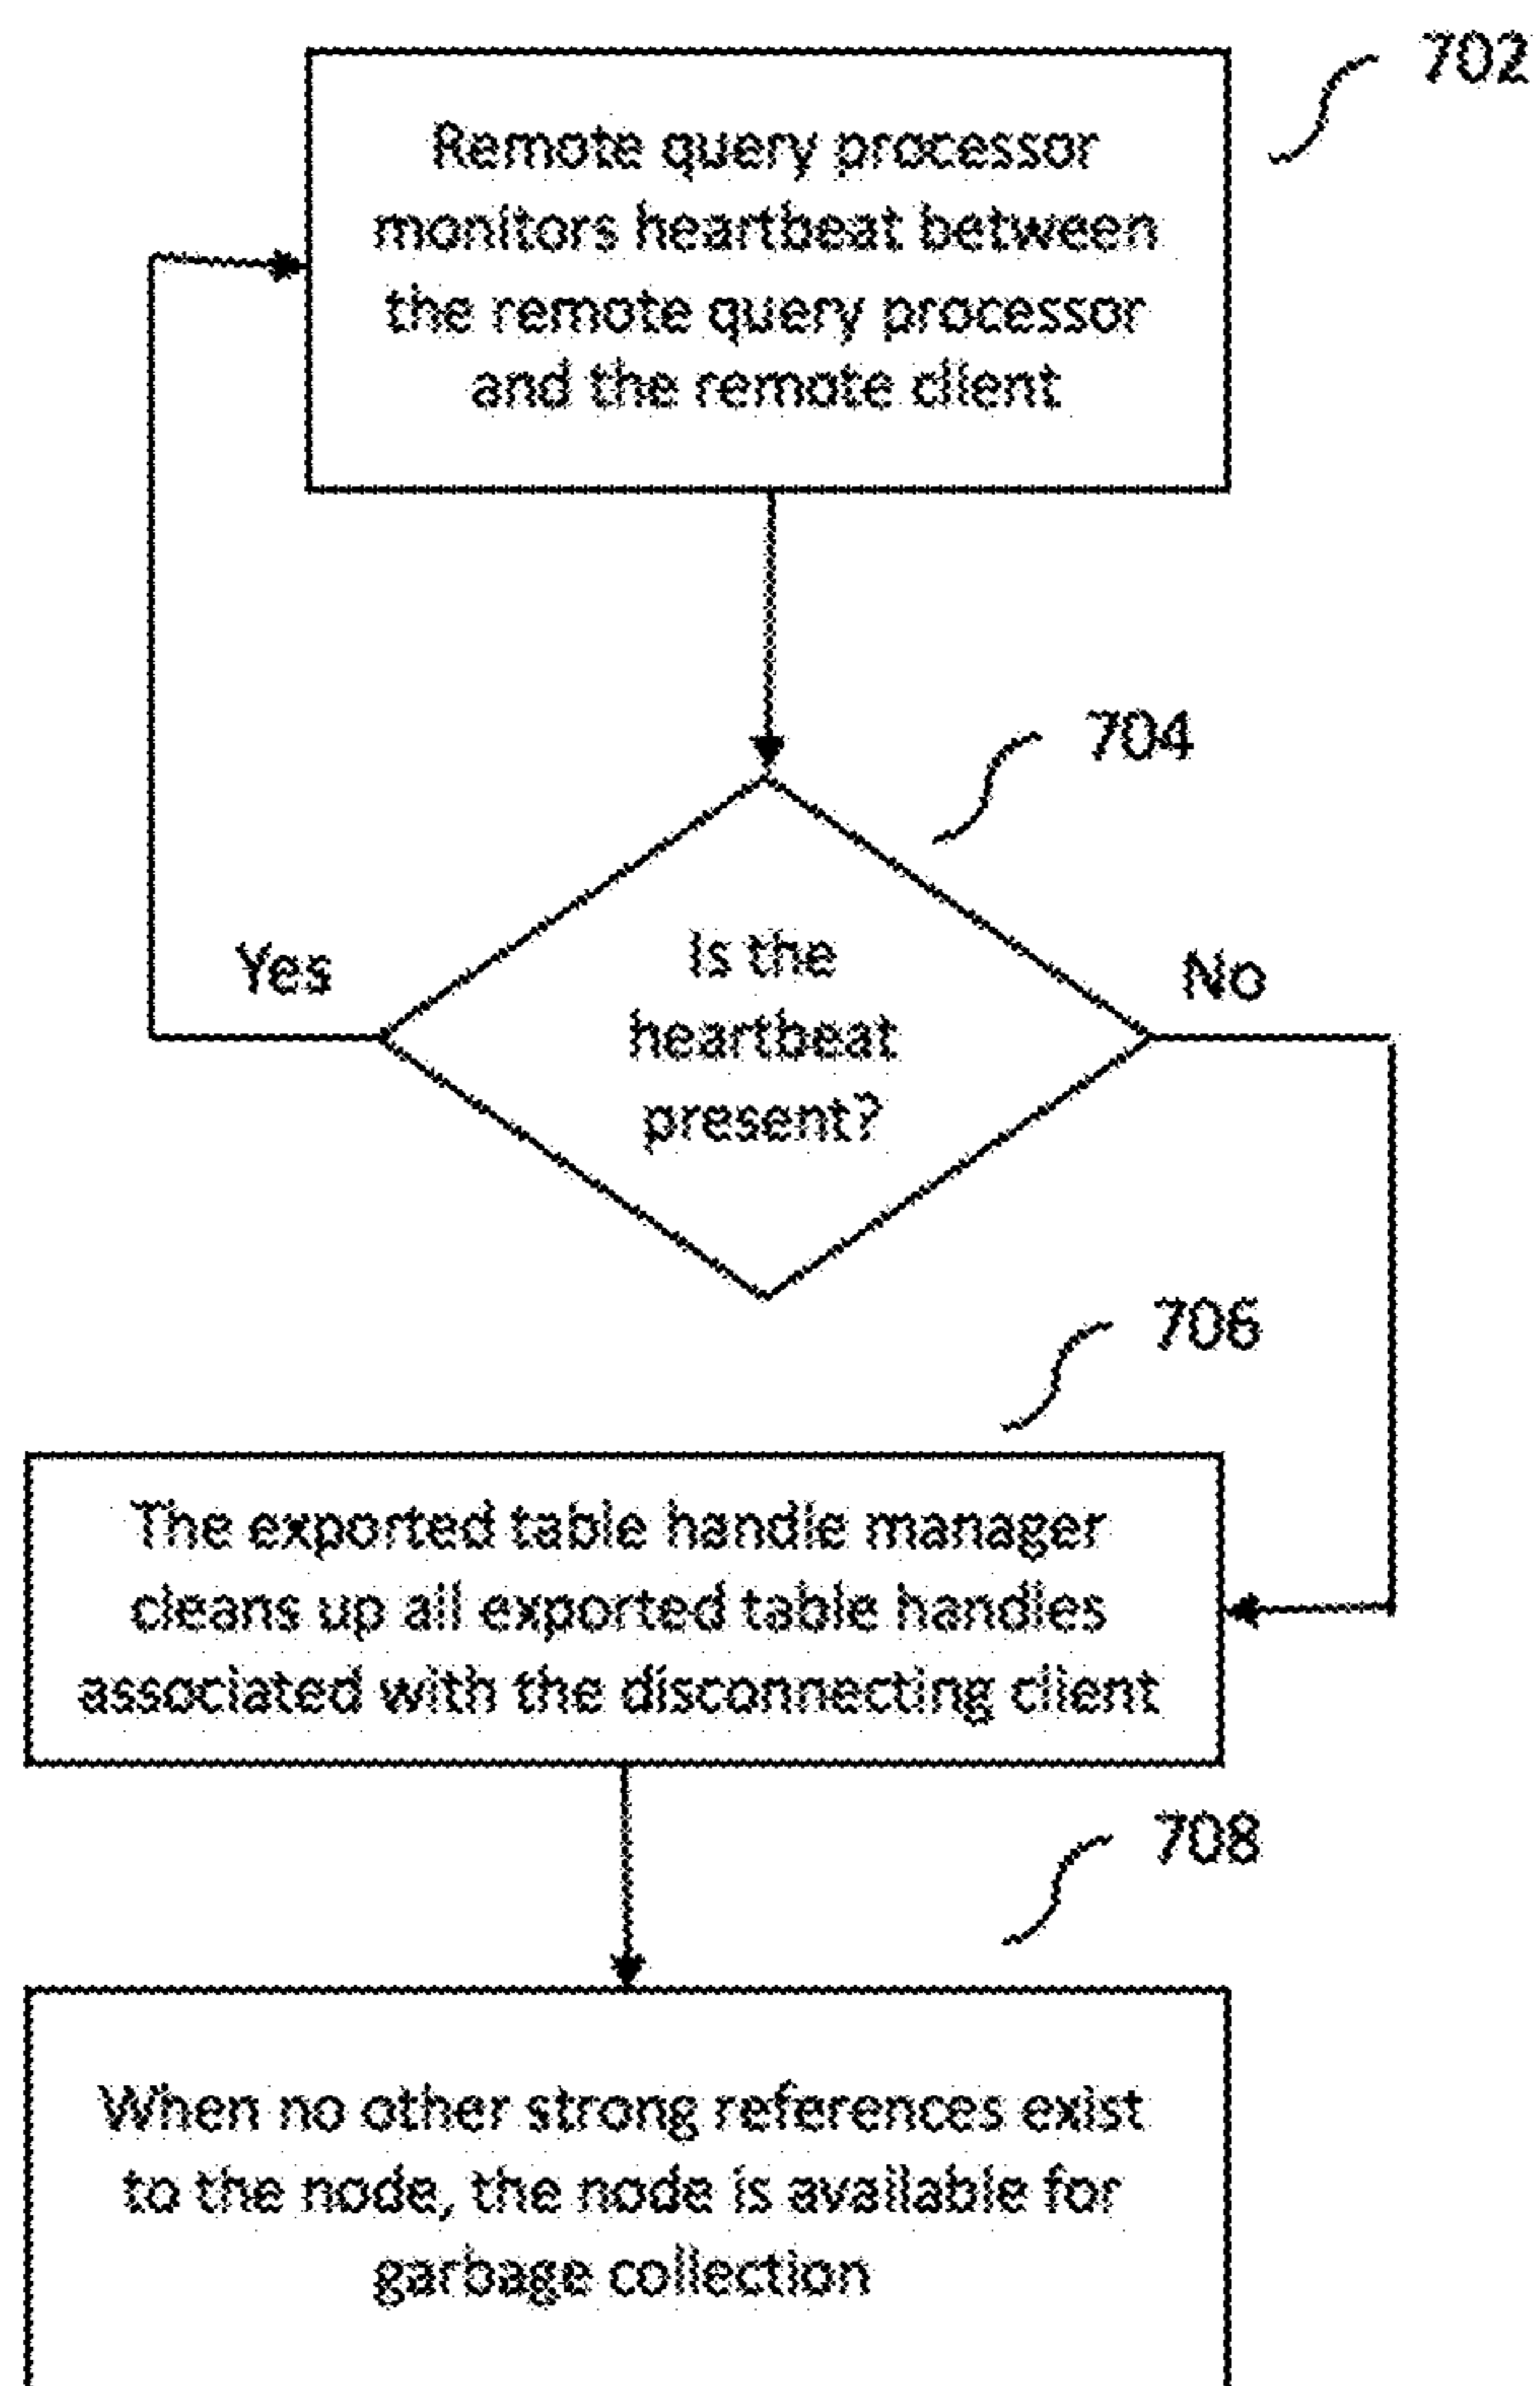 702
Remote query processor
monitors heartbeat between
the remote query processor
and the remote client
704
Is the
heartbeat
present?
Yes
No
706
The exported table handle manager
cleans up all exported table handles
associated with the disconnecting client
708
When no other strong references exist
to the node, the node is available for
garbage collection